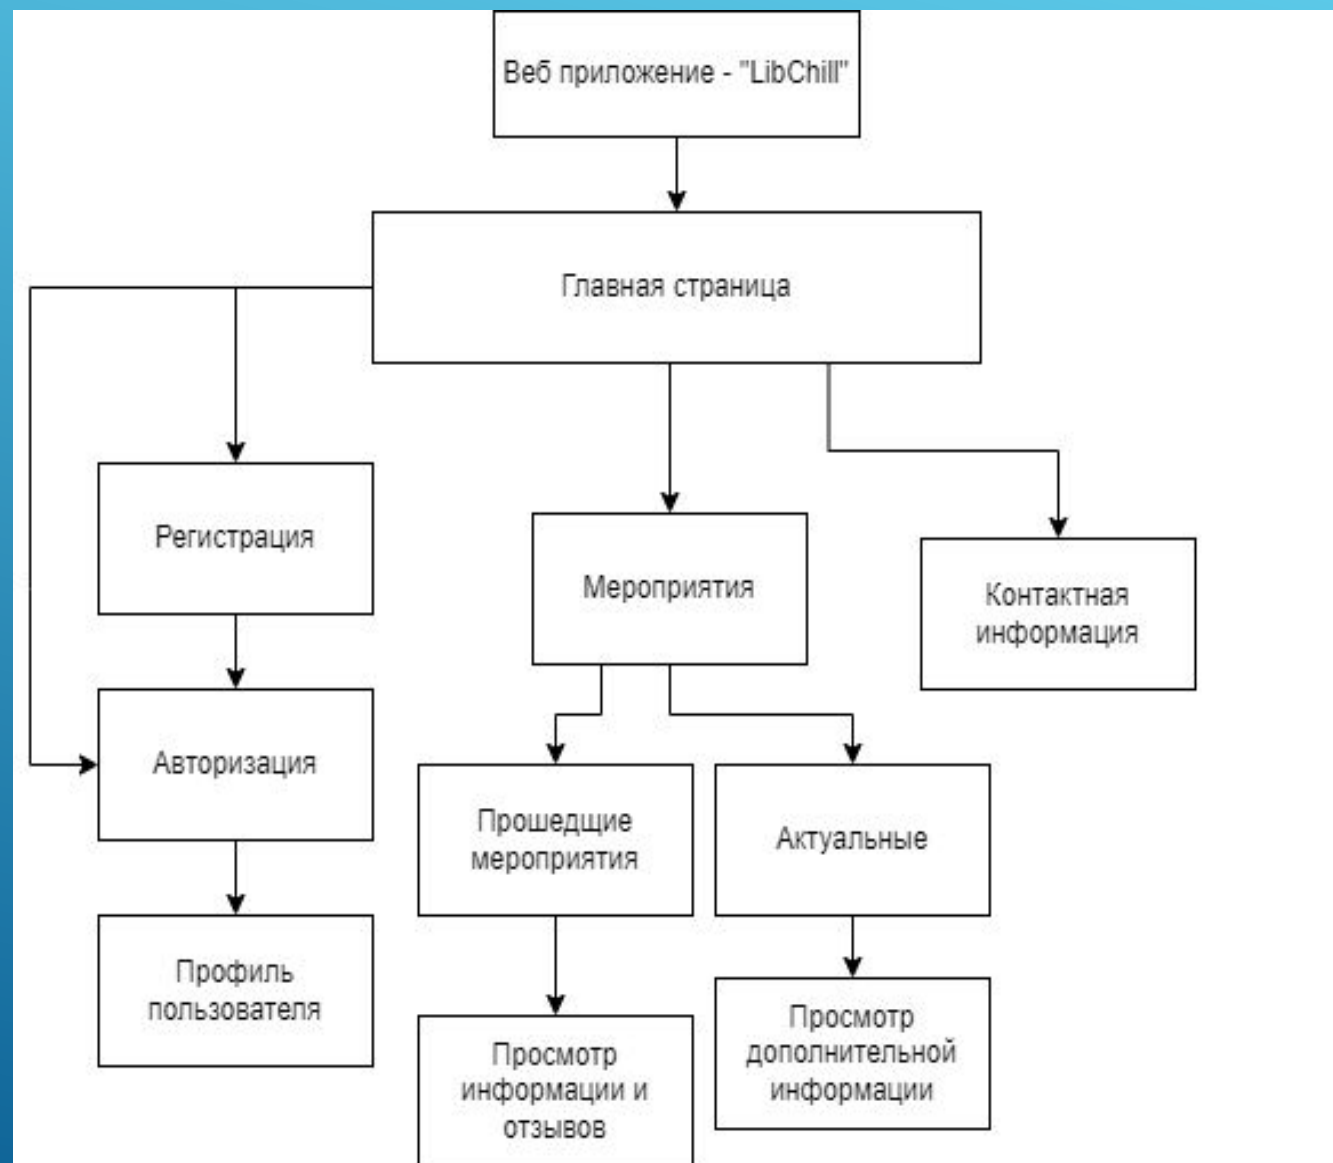 Веб приложение - "LibChill"
Главная страница
Регистрация
Мероприятия
Контактная
информация
Авторизация
Прошедщие
мероприятия
Актуальные
Профиль
пользователя
Просмотр
информации и
отзывов
Просмотр
дополнительной
информации